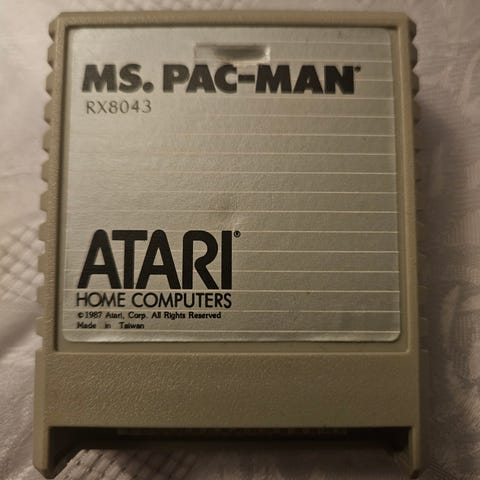 MS. PAC-MAN®
RX8043
ATARI®
HOME COMPUTERS
©1987 Atari, Corp. All Rights Reserved
Made in Taiwan